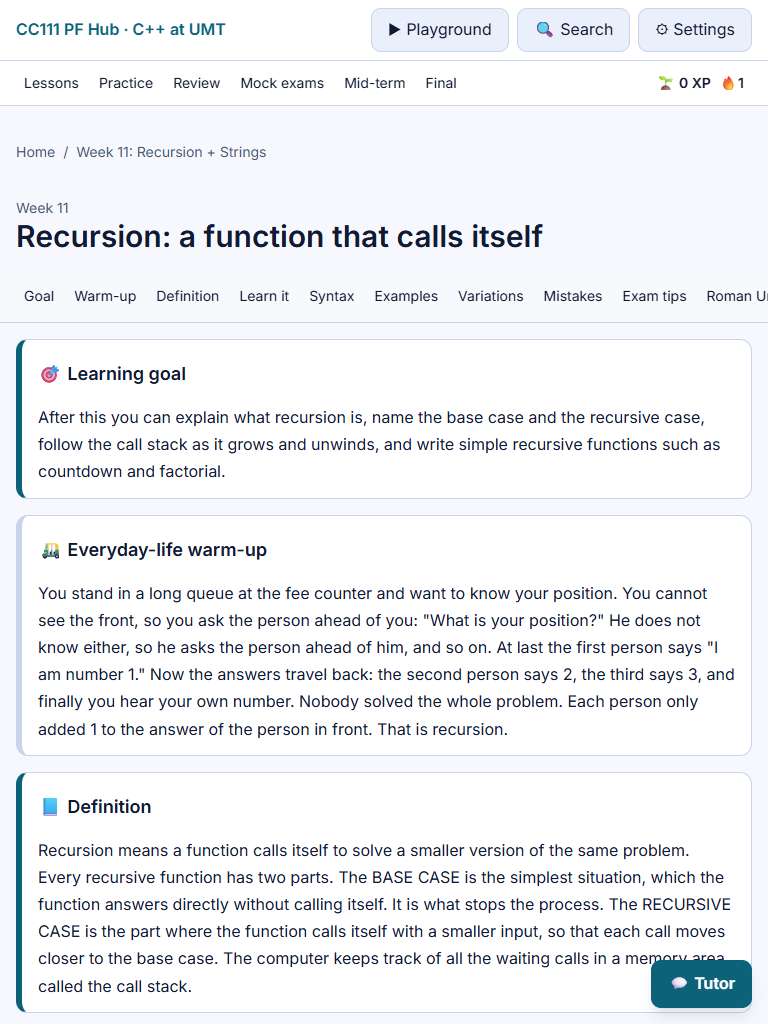 CC111 PF Hub · C++ at UMT
▶ Playground
🔍 Search
⚙ Settings
Lessons Practice Review Mock exams Mid-term Final
🌱 0 XP 🔥 1
Home / Week 11: Recursion + Strings
Week 11
Recursion: a function that calls itself
Goal Warm-up Definition Learn it Syntax Examples Variations Mistakes Exam tips Roman
🎯 Learning goal
After this you can explain what recursion is, name the base case and the recursive case,
follow the call stack as it grows and unwinds, and write simple recursive functions such as
countdown and factorial.
🛺 Everyday-life warm-up
You stand in a long queue at the fee counter and want to know your position. You cannot
see the front, so you ask the person ahead of you: "What is your position?" He does not
know either, so he asks the person ahead of him, and so on. At last the first person says "I
am number 1." Now the answers travel back: the second person says 2, the third says 3, and
finally you hear your own number. Nobody solved the whole problem. Each person only
added 1 to the answer of the person in front. That is recursion.
📘 Definition
Recursion means a function calls itself to solve a smaller version of the same problem.
Every recursive function has two parts. The BASE CASE is the simplest situation, which the
function answers directly without calling itself. It is what stops the process. The RECURSIVE
CASE is the part where the function calls itself with a smaller input, so that each call moves
closer to the base case. The computer keeps track of all the waiting calls in a memory area
called the call stack.
💬 Tutor